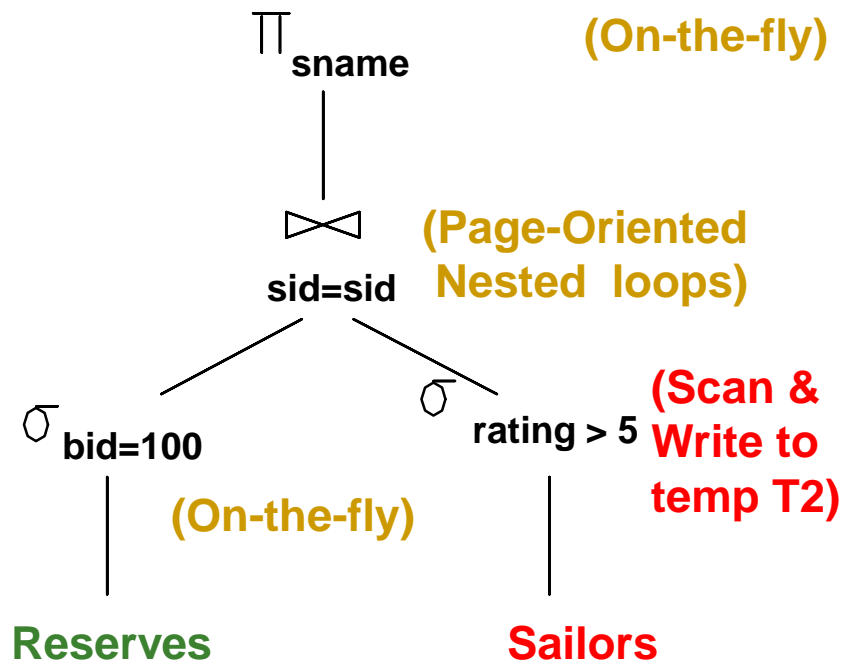 π sname (On-the-fly)
⋈
sid=sid
(Page-Oriented
Nested loops)
σ bid=100
(On-the-fly)
σ rating > 5
(Scan &
Write to
temp T2)
Reserves
Sailors